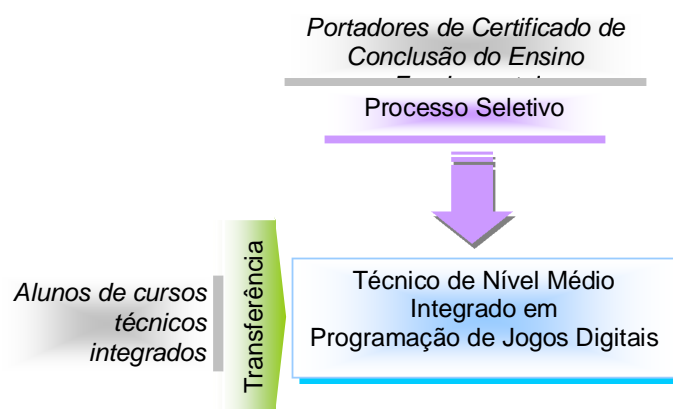 Portadores de Certificado de
Conclusão do Ensino
Processo Seletivo
Técnico de Nível Médio
Integrado em
Programação de Jogos Digitais
Transferência
Alunos de cursos
técnicos
integrados